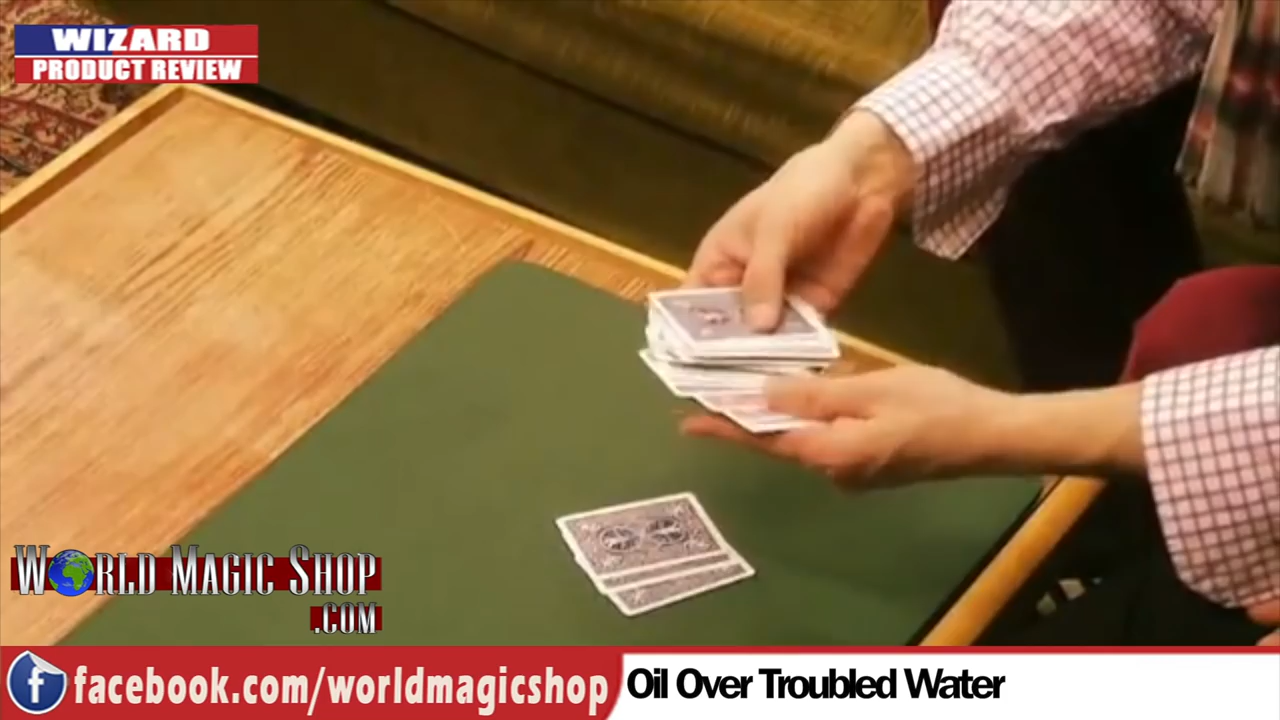 WIZARD
PRODUCT REVIEW
WORLD MAGIC SHOP
.COM
facebook.com/worldmagicshop
Oil Over Troubled Water